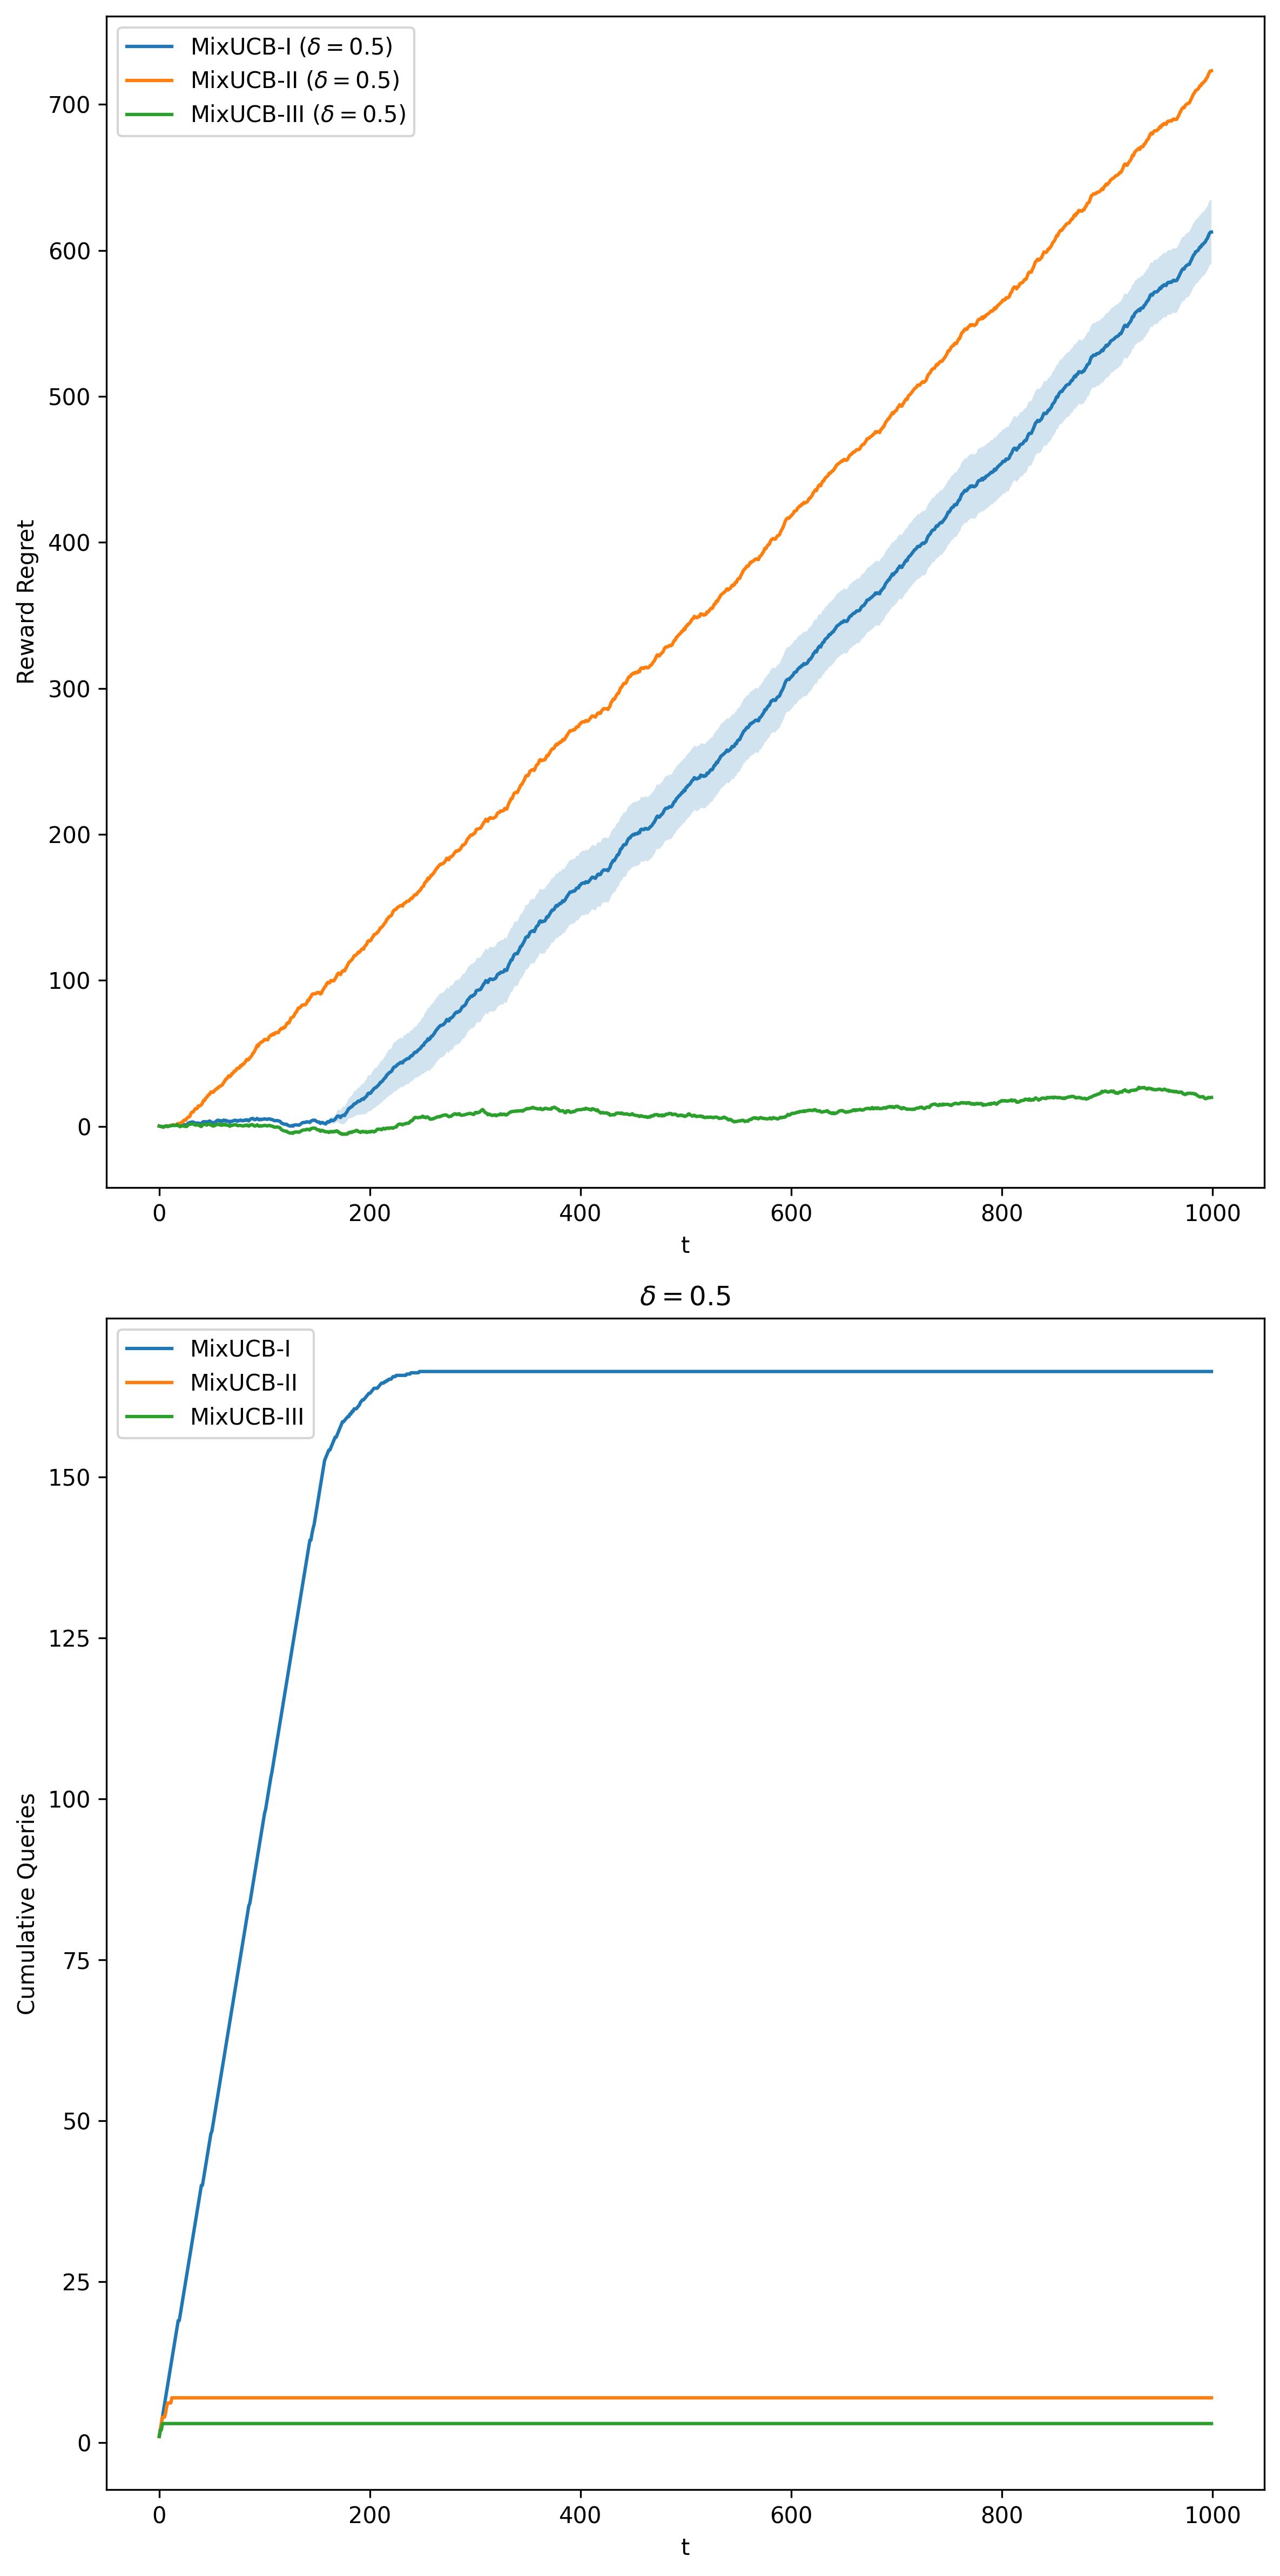 MixUCB-I (δ = 0.5)
MixUCB-II (δ = 0.5)
MixUCB-III (δ = 0.5)
700
600
500
400
300
200
100
0
Reward Regret
0 200 400 600 800 1000
t
δ = 0.5
MixUCB-I
MixUCB-II
MixUCB-III
150
125
100
75
50
25
0
Cumulative Queries
0 200 400 600 800 1000
t